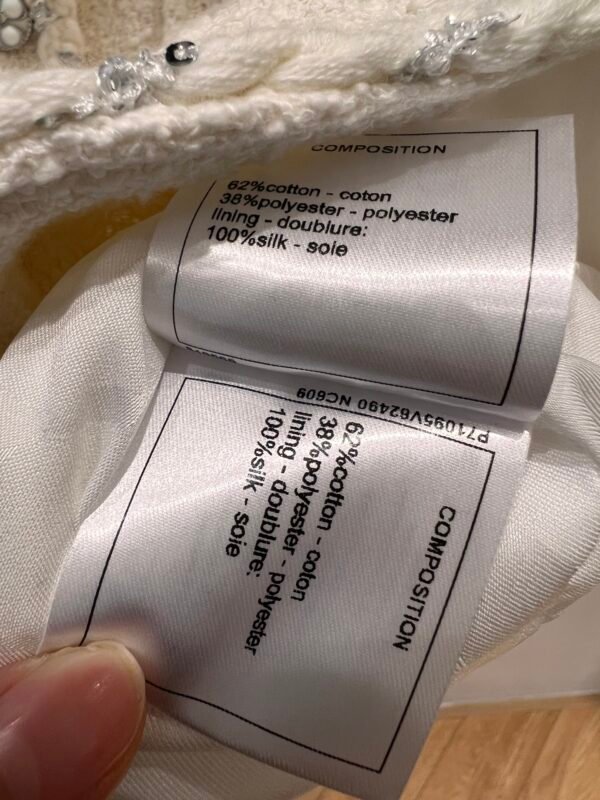 COMPOSITION
62%cotton - coton
38%polyester - polyester
lining - doublure:
100%silk - soie
P71095V62490 NC609
COMPOSITION
62%cotton - coton
38%polyester - polyester
lining - doublure:
100%silk - soie